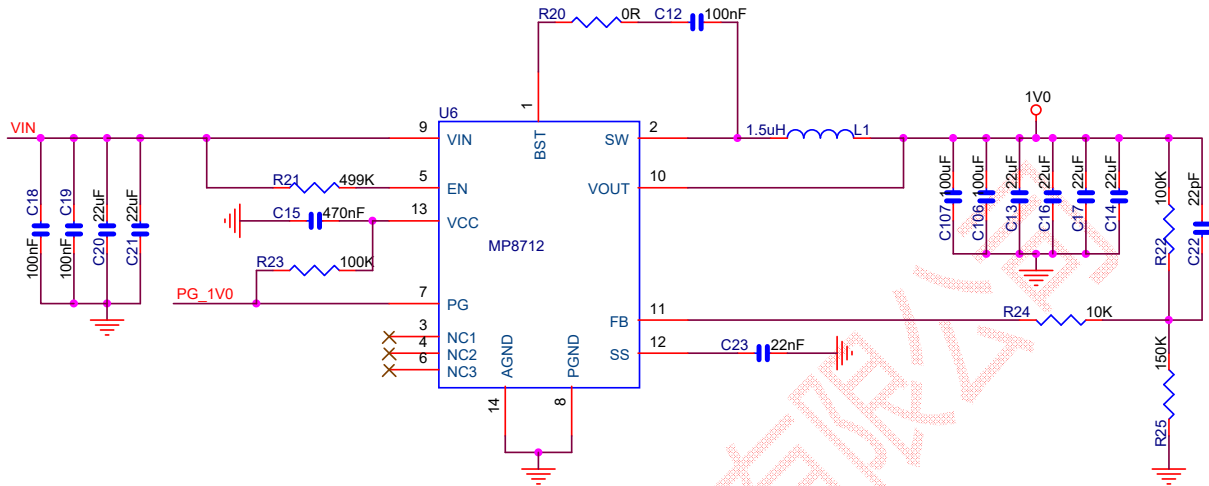 R20 0R C12 100nF
U6
1
BST
VIN 9 VIN
SW 2 1.5uH L1 1V0
R21 499K 5 EN
VOUT 10
C15 470nF 13 VCC
MP8712
R23 100K
PG_1V0 7 PG
3 NC1
4 NC2
6 NC3
AGND PGND
14 8
FB 11 R24 10K
SS 12 C23 22nF
C18 100nF
C19 100nF
C20 22uF
C21 22uF
C107 100uF
C106 100uF
C13 22uF
C16 22uF
C17 22uF
C14 22uF
R22 100K
C22 22pF
R25 150K
有限公司